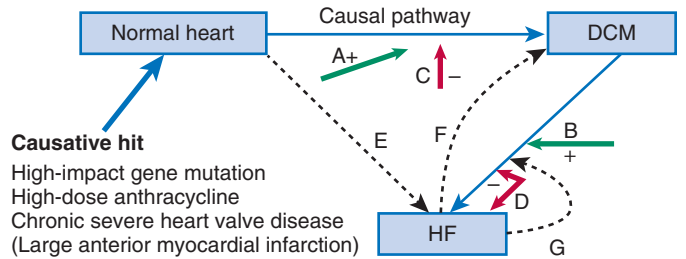 Causal pathway
Normal heart
DCM
A+
C
–
E
F
B
+
–
D
Causative hit
High-impact gene mutation
High-dose anthracycline
Chronic severe heart valve disease
(Large anterior myocardial infarction)
HF
G